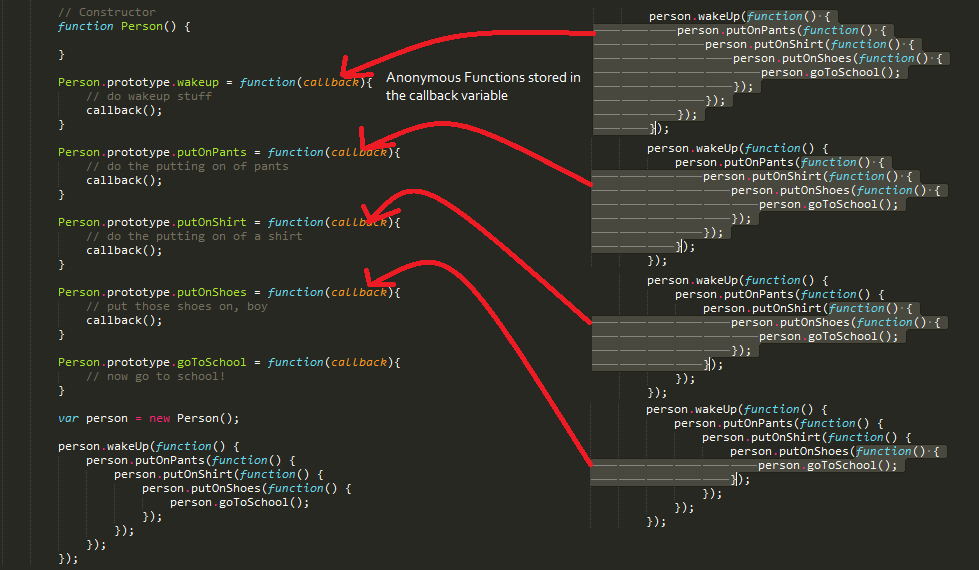 // Constructor
function Person() {
}
Person.prototype.wakeup = function(callback){
// do wakeup stuff
callback();
}
Person.prototype.putOnPants = function(callback){
// do the putting on of pants
callback();
}
Person.prototype.putOnShirt = function(callback){
// do the putting on of a shirt
callback();
}
Person.prototype.putOnShoes = function(callback){
// put those shoes on, boy
callback();
}
Person.prototype.goToSchool = function(callback){
// now go to school!
}
var person = new Person();
person.wakeUp(function() {
person.putOnPants(function() {
person.putOnShirt(function() {
person.putOnShoes(function() {
person.goToSchool();
});
});
});
});
Anonymous Functions stored in
the callback variable
person.wakeUp(function() {
person.putOnPants(function() {
person.putOnShirt(function() {
person.putOnShoes(function() {
person.goToSchool();
});
});
});
});
person.wakeUp(function() {
person.putOnPants(function() {
person.putOnShirt(function() {
person.putOnShoes(function() {
person.goToSchool();
});
});
});
});
person.wakeUp(function() {
person.putOnPants(function() {
person.putOnShirt(function() {
person.putOnShoes(function() {
person.goToSchool();
});
});
});
});
person.wakeUp(function() {
person.putOnPants(function() {
person.putOnShirt(function() {
person.putOnShoes(function() {
person.goToSchool();
});
});
});
});